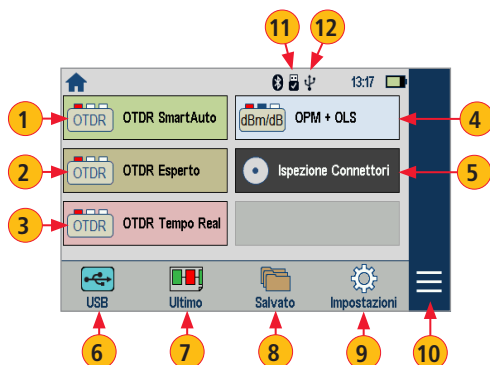 11 12
13:17
1 OTDR OTDR SmartAuto dBm/dB OPM + OLS 4
2 OTDR OTDR Esperto Ispezione Connettori 5
3 OTDR OTDR Tempo Real
USB Ultimo Salvato Impostazioni
6 7 8 9 10